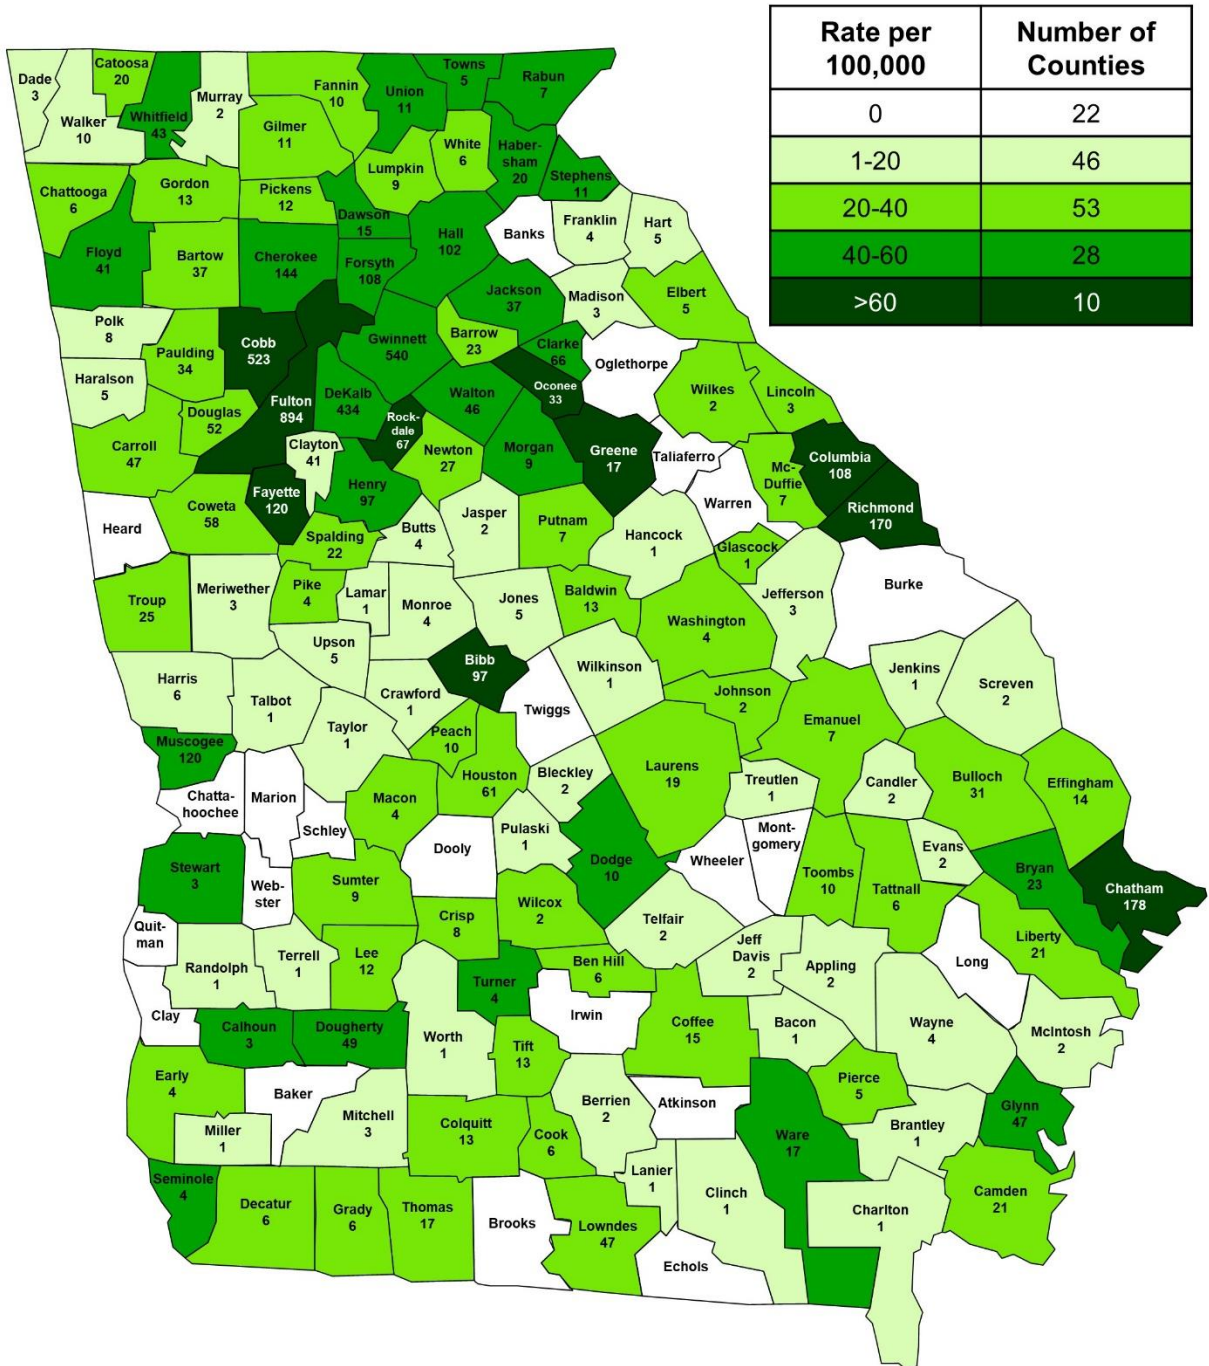 Rate per
100,000
Number of
Counties
0
22
1-20
46
20-40
53
40-60
28
>60
10
Dade
3
Walker
10
Catoosa
20
Whitfield
43
Murray
2
Fannin
10
Gilmer
11
Union
11
Towns
5
Rabun
7
White
6
Haber-
sham
20
Stephens
11
Lumpkin
9
Chattooga
6
Gordon
13
Pickens
12
Dawson
15
Hall
102
Banks
Franklin
4
Hart
5
Floyd
41
Bartow
37
Cherokee
144
Forsyth
108
Jackson
37
Madison
3
Elbert
5
Polk
8
Paulding
34
Cobb
523
Gwinnett
540
Barrow
23
Clarke
66
Oglethorpe
Haralson
5
Douglas
52
Fulton
894
DeKalb
434
Walton
46
Oconee
33
Wilkes
2
Lincoln
3
Carroll
47
Clayton
41
Rock-
dale
67
Newton
27
Morgan
9
Greene
17
Taliaferro
Mc-
Duffie
7
Columbia
108
Richmond
170
Heard
Coweta
58
Fayette
120
Henry
97
Spalding
22
Butts
4
Jasper
2
Putnam
7
Hancock
1
Warren
Glascock
1
Troup
25
Meriwether
3
Pike
4
Lamar
1
Monroe
4
Jones
5
Baldwin
13
Washington
4
Jefferson
3
Burke
Upson
5
Bibb
97
Wilkinson
1
Jenkins
1
Screven
2
Harris
6
Talbot
1
Taylor
1
Crawford
1
Peach
10
Twiggs
Johnson
2
Emanuel
7
Muscogee
120
Chatta-
hoochee
Marion
Schley
Macon
4
Houston
61
Bleckley
2
Laurens
19
Treutlen
1
Candler
2
Bulloch
31
Effingham
14
Stewart
3
Web-
ster
Sumter
9
Dooly
Pulaski
1
Dodge
10
Wheeler
Mont-
gomery
Toombs
10
Tattnall
6
Evans
2
Bryan
23
Chatham
178
Quit-
man
Randolph
1
Terrell
1
Lee
12
Crisp
8
Wilcox
2
Telfair
2
Jeff
Davis
2
Appling
2
Long
Liberty
21
Clay
Calhoun
3
Dougherty
49
Worth
1
Turner
4
Ben Hill
6
Irwin
Coffee
15
Bacon
1
Wayne
4
McIntosh
2
Early
4
Baker
Tift
13
Berrien
2
Atkinson
Pierce
5
Glynn
47
Miller
1
Mitchell
3
Colquitt
13
Cook
6
Ware
17
Brantley
1
Seminole
4
Decatur
6
Grady
6
Thomas
17
Brooks
Lowndes
47
Lanier
1
Clinch
1
Echols
Charlton
1
Camden
21